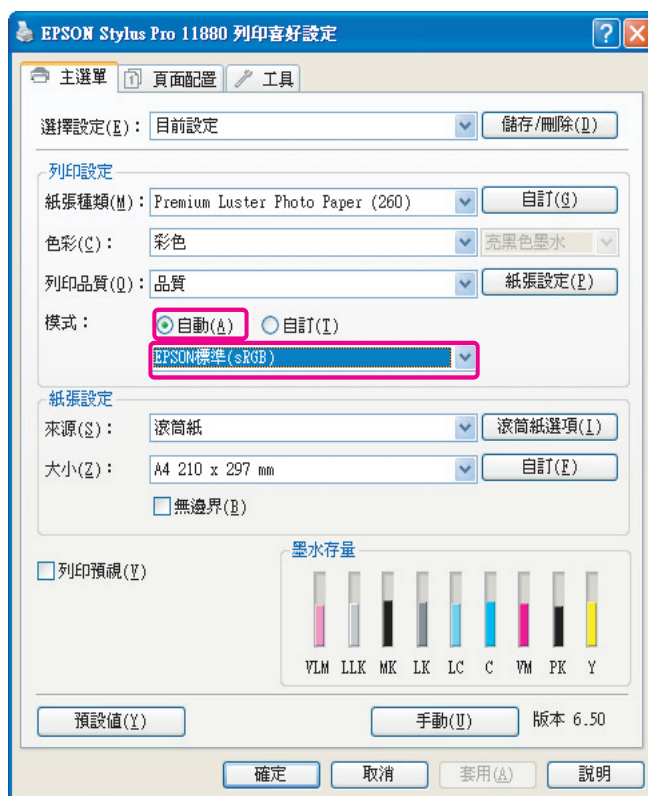 EPSON Stylus Pro 11880 列印喜好設定
主選單 頁面配置 工具
選擇設定(E): 目前設定 儲存/刪除(D)
列印設定
紙張種類(M): Premium Luster Photo Paper (260) 自訂(G)
色彩(C): 彩色 亮黑色墨水
列印品質(Q): 品質 紙張設定(P)
模式: 自動(A) 自訂(T)
EPSON標準(sRGB)
紙張設定
來源(S): 滾筒紙 滾筒紙選項(I)
大小(Z): A4 210 x 297 mm 自訂(F)
無邊界(B)
列印預視(V)
墨水存量
VLM LLK MK LK LC C VM PK Y
預設值(Y) 手動(U) 版本 6.50
確定 取消 套用(A) 說明